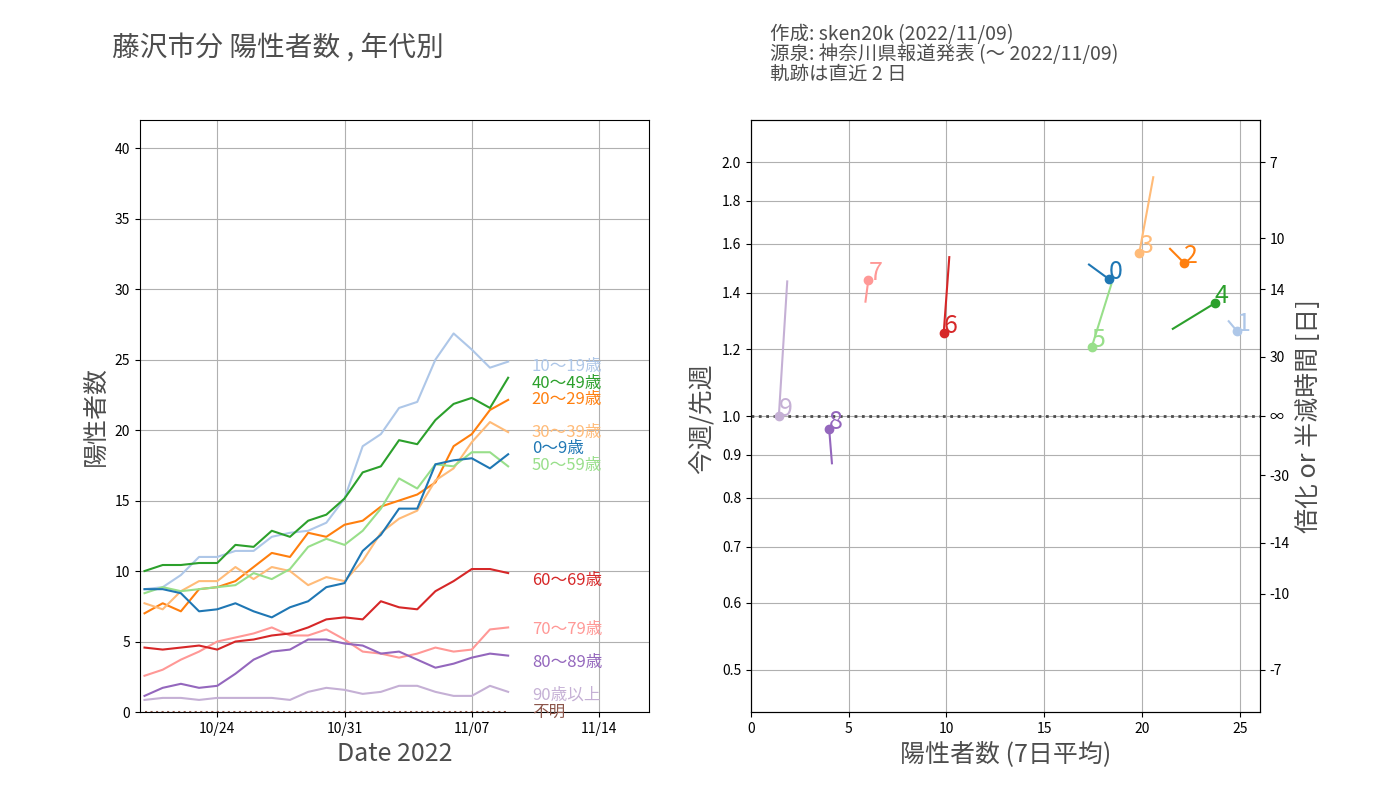 藤沢市分 陽性者数 , 年代別
作成: sken20k (2022/11/09)
源泉: 神奈川県報道発表 (～ 2022/11/09)
軌跡は直近 2 日
陽性者数
40
35
30
25
20
15
10
5
0
10/24
10/31
11/07
11/14
Date 2022
10～19歳
40～49歳
20～29歳
30～39歳
0～9歳
50～59歳
60～69歳
70～79歳
80～89歳
90歳以上
不明
今週/先週
2.0
1.8
1.6
1.4
1.2
1.0
0.9
0.8
0.7
0.6
0.5
0
5
10
15
20
25
陽性者数 (7日平均)
9
8
7
6
5
0
3
2
4
1
7
10
14
30
∞
-30
-14
-10
-7
倍化 or 半減時間 [日]